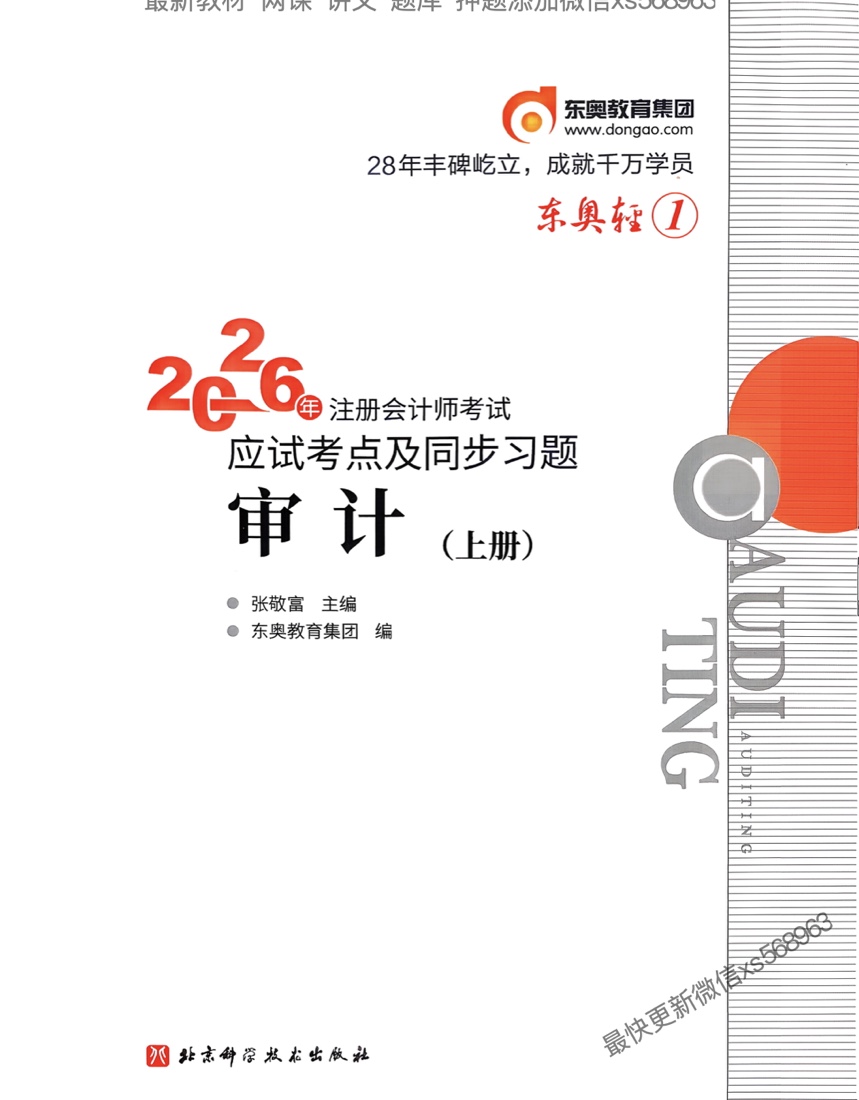 最新教材 网课 讲义 题库 押题添加微信xs568963
东奥教育集团
www.dongao.com
28年丰碑屹立，成就千万学员
东奥轻1
2026年 注册会计师考试
应试考点及同步习题
审计（上册）
张敬富 主编
东奥教育集团 编
AUDI
TING
AUDITING
最快更新微信xs568963
北京科学技术出版社